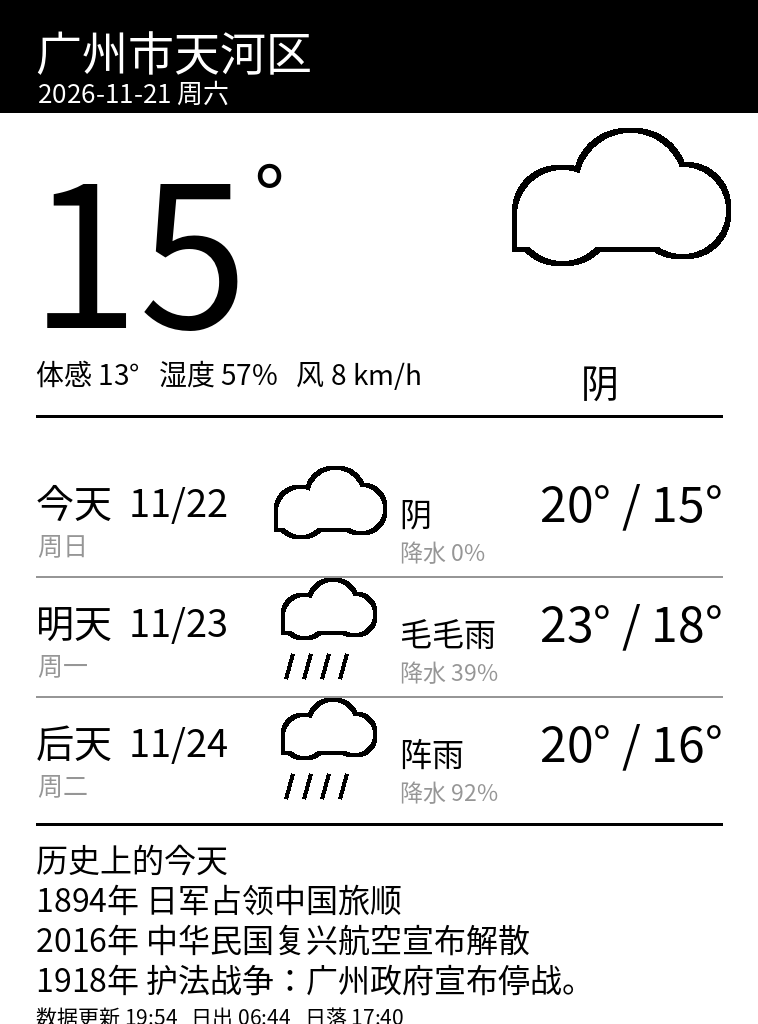 广州市天河区
2026-11-21 周六
15°
体感 13° 湿度 57% 风 8 km/h
阴
今天 11/22 阴 20° / 15°
周日 降水 0%
明天 11/23 毛毛雨 23° / 18°
周一 降水 39%
后天 11/24 阵雨 20° / 16°
周二 降水 92%
历史上的今天
1894年 日军占领中国旅顺
2016年 中华民国复兴航空宣布解散
1918年 护法战争：广州政府宣布停战。
数据更新 19:54 日出 06:44 日落 17:40